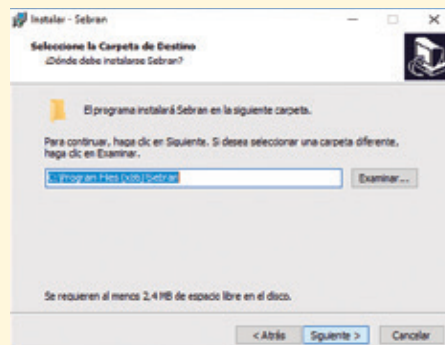 Instalar - Sebran
Seleccione la Carpeta de Destino
¿Dónde debe instalarse Sebran?
El programa instalará Sebran en la siguiente carpeta.
Para continuar, haga clic en Siguiente. Si desea seleccionar una carpeta diferente,
haga clic en Examinar.
C:\Program Files (x86)\Sebran
Examinar...
Se requieren al menos 2,4 MB de espacio libre en el disco.
< Atrás Siguiente > Cancelar